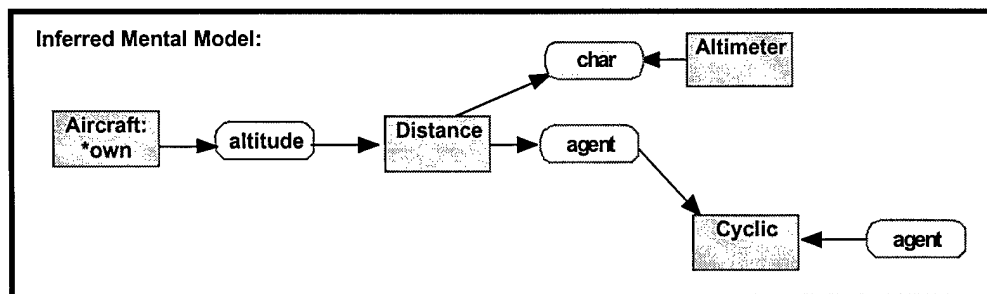 Inferred Mental Model:
char
Altimeter
Aircraft:
*own
altitude
Distance
agent
Cyclic
agent